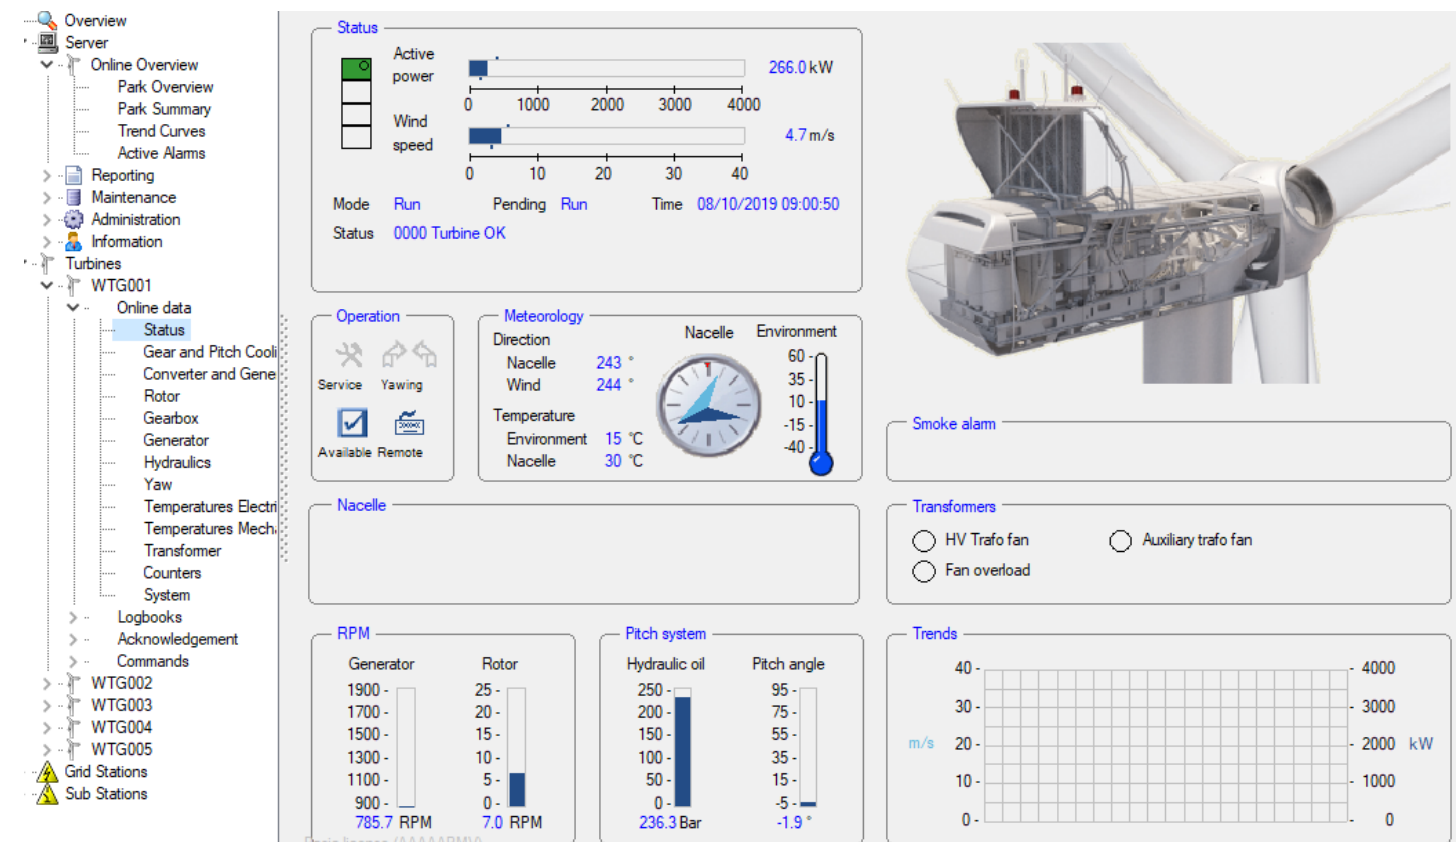 Overview
Server
Online Overview
Park Overview
Park Summary
Trend Curves
Active Alarms
Reporting
Maintenance
Administration
Information
Turbines
WTG001
Online data
Status
Gear and Pitch Cooli
Converter and Gene
Rotor
Gearbox
Generator
Hydraulics
Yaw
Temperatures Electri
Temperatures Mech
Transformer
Counters
System
Logbooks
Acknowledgement
Commands
WTG002
WTG003
WTG004
WTG005
Grid Stations
Sub Stations
Status
Active power 266.0 kW
0 1000 2000 3000 4000
Wind speed 4.7 m/s
0 10 20 30 40
Mode Run Pending Run Time 08/10/2019 09:00:50
Status 0000 Turbine OK
Operation
Service Yawing
Available Remote
Meteorology
Direction
Nacelle 243 °
Wind 244 °
Temperature
Environment 15 °C
Nacelle 30 °C
Nacelle Environment
60
35
10
-15
-40
Smoke alarm
Nacelle
Transformers
HV Trafo fan Auxiliary trafo fan
Fan overload
RPM
Generator
1900
1700
1500
1300
1100
900
785.7 RPM
Rotor
25
20
15
10
5
0
7.0 RPM
Pitch system
Hydraulic oil
250
200
150
100
50
0
236.3 Bar
Pitch angle
95
75
55
35
15
-5
-1.9 °
Trends
40 4000
30 3000
m/s 20 2000 kW
10 1000
0 0